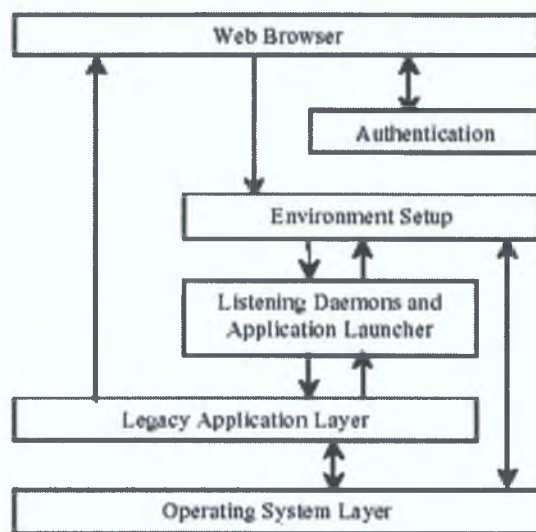 Web Browser
Authentication
Environment Setup
Listening Daemons and
Application Launcher
Legacy Application Layer
Operating System Layer